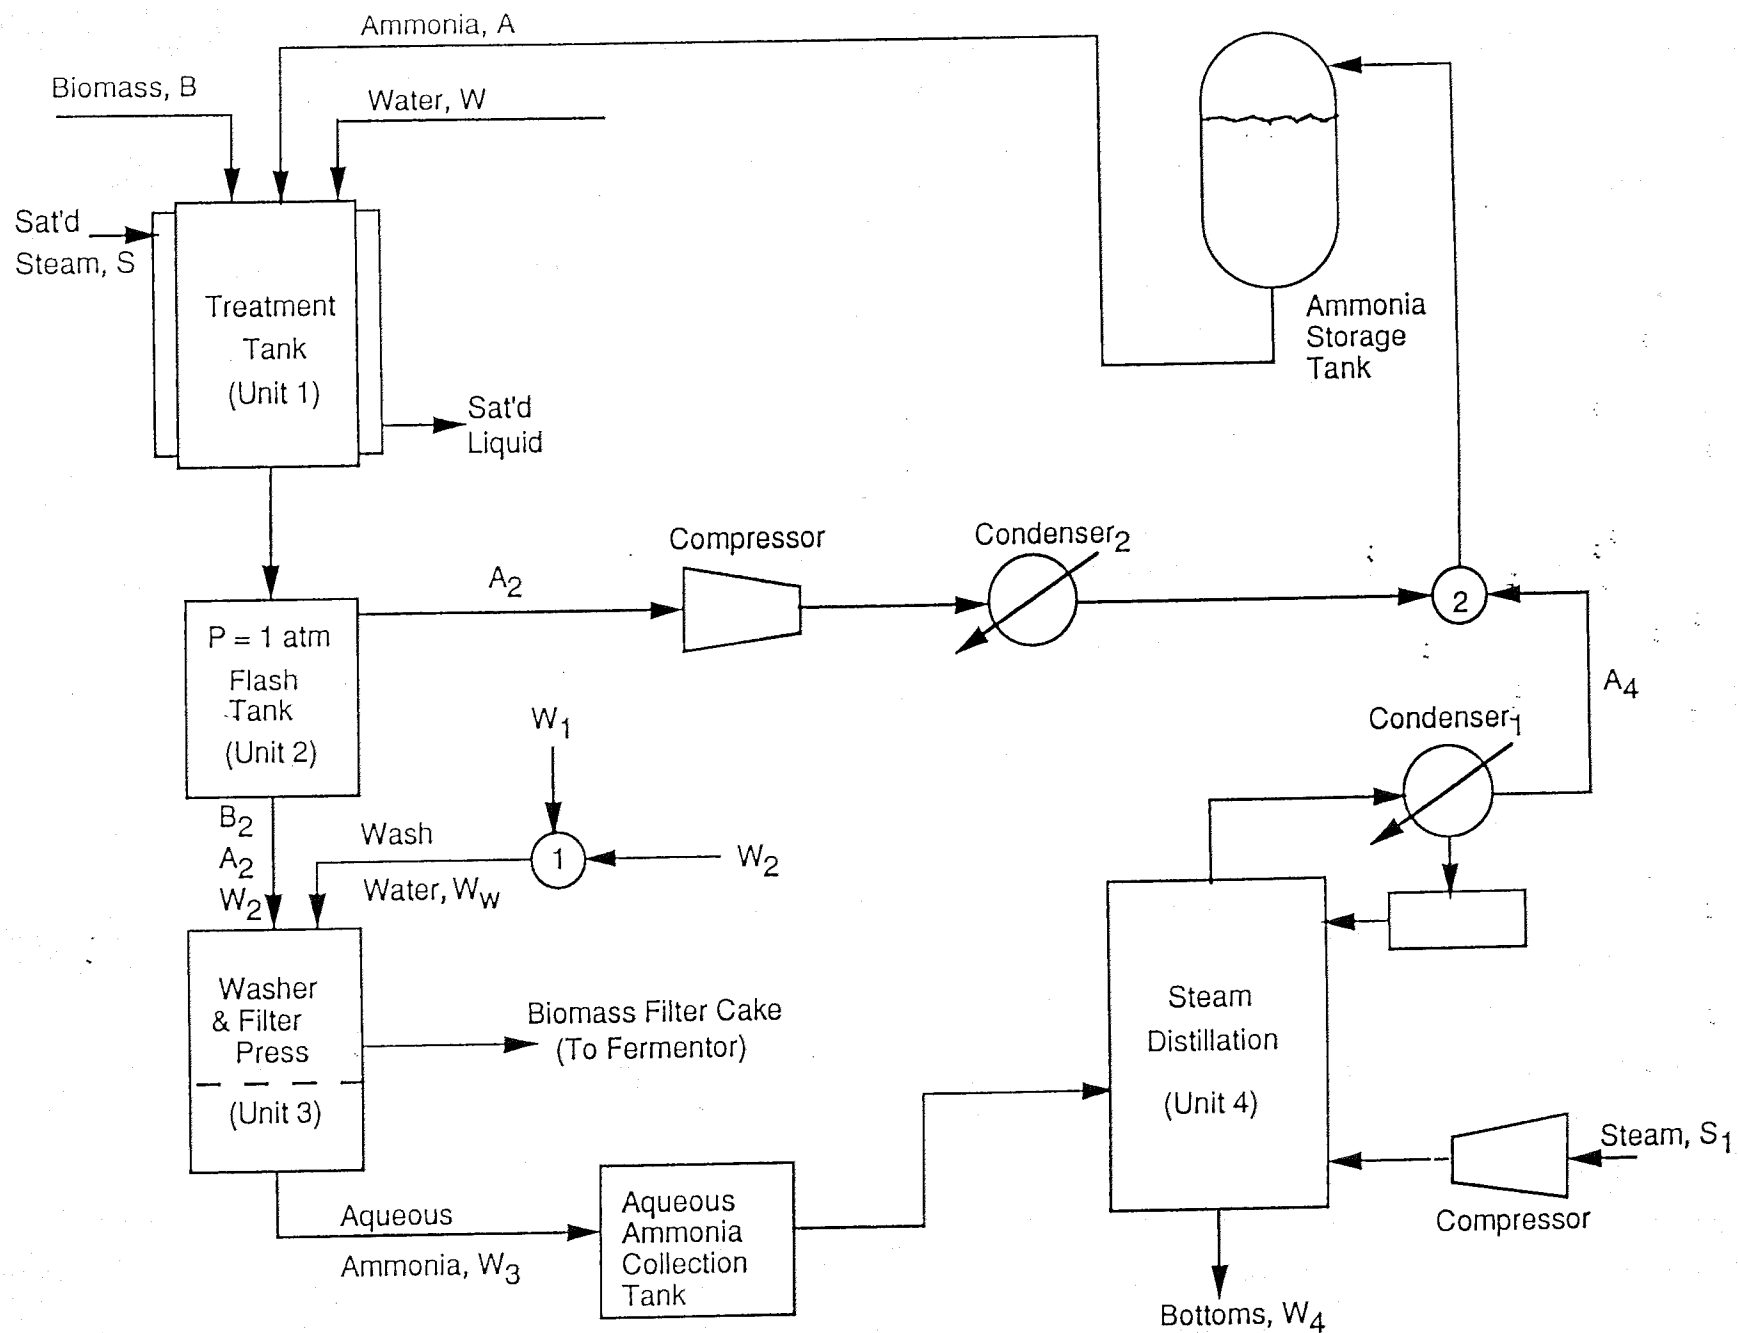 Ammonia, A
Biomass, B
Water, W
Sat'd
Steam, S
Treatment
Tank
(Unit 1)
Sat'd
Liquid
Ammonia
Storage
Tank
Compressor
Condenser2
A2
2
P = 1 atm
Flash
Tank
(Unit 2)
A4
W1
Condenser1
B2
A2
W2
Wash
Water, Ww
1
W2
Washer
& Filter
Press
(Unit 3)
Biomass Filter Cake
(To Fermentor)
Steam
Distillation
(Unit 4)
Steam, S1
Compressor
Aqueous
Ammonia, W3
Aqueous
Ammonia
Collection
Tank
Bottoms, W4